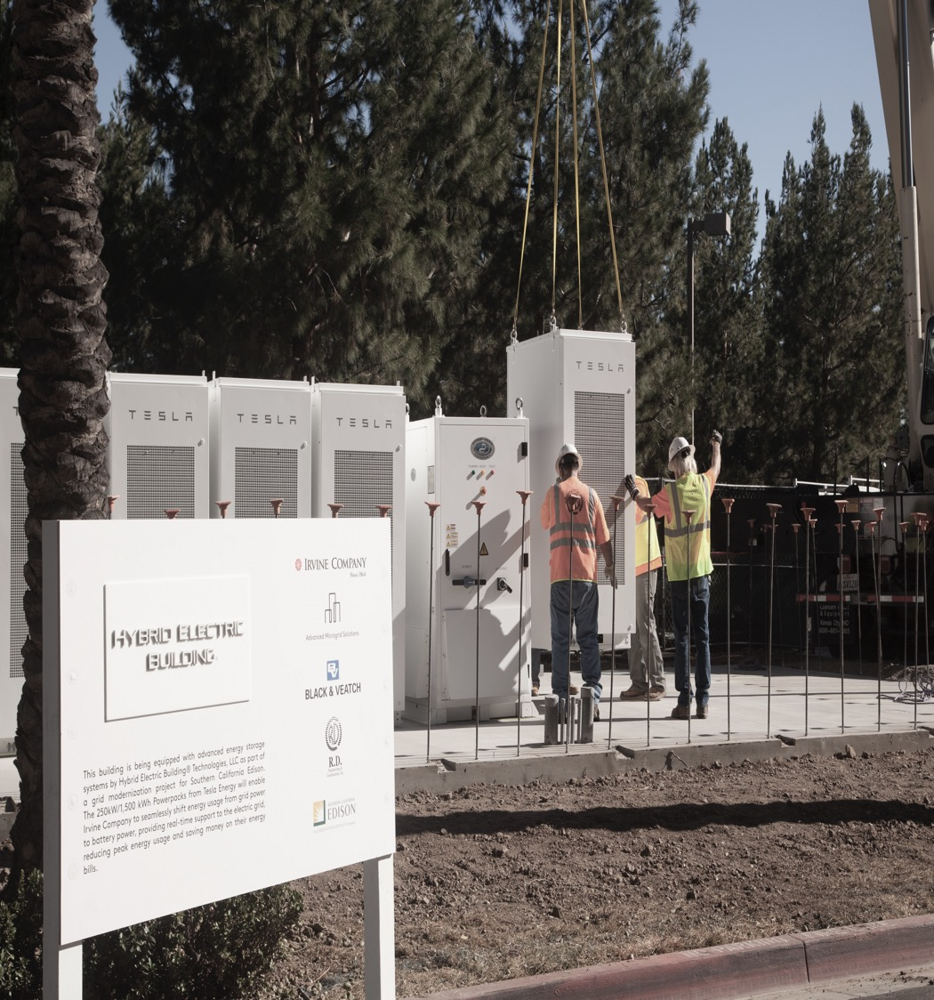 TESLA
TESLA
TESLA
TESLA
HYBRID ELECTRIC
BUILDING
This building is being equipped with advanced energy storage
systems by Hybrid Electric Building® Technologies, LLC as part of
a grid modernization project for Southern California Edison.
The 250kW/1,500 kWh Powerpacks from Tesla Energy will enable
Irvine Company to seamlessly shift energy usage from grid power
to battery power, providing real-time support to the electric grid,
reducing peak energy usage and saving money on their energy
bills.
IRVINE COMPANY
Since 1864
Advanced Microgrid Solutions
BV
BLACK & VEATCH
R.D.
SOUTHERN CALIFORNIA
EDISON